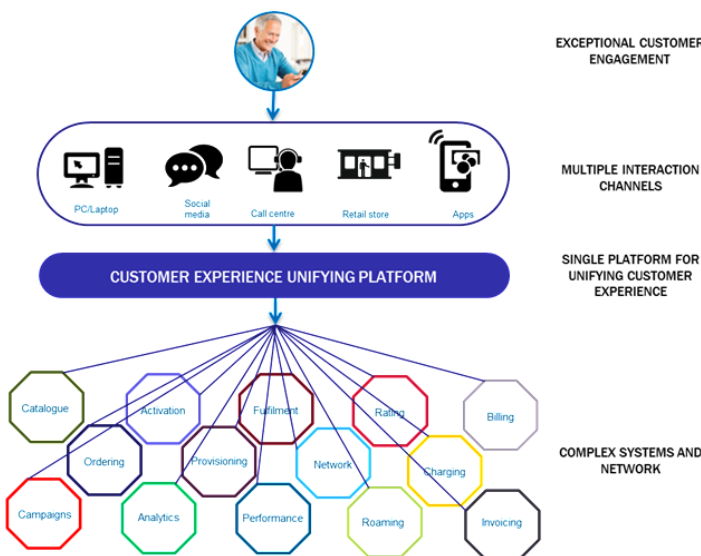 EXCEPTIONAL CUSTOMER
ENGAGEMENT
PC/Laptop
Social
media
Call centre
Retail store
Apps
MULTIPLE INTERACTION
CHANNELS
CUSTOMER EXPERIENCE UNIFYING PLATFORM
SINGLE PLATFORM FOR
UNIFYING CUSTOMER
EXPERIENCE
Catalogue
Activation
Fulfilment
Rating
Billing
Ordering
Provisioning
Network
Charging
COMPLEX SYSTEMS AND
NETWORK
Campaigns
Analytics
Performance
Roaming
Invoicing